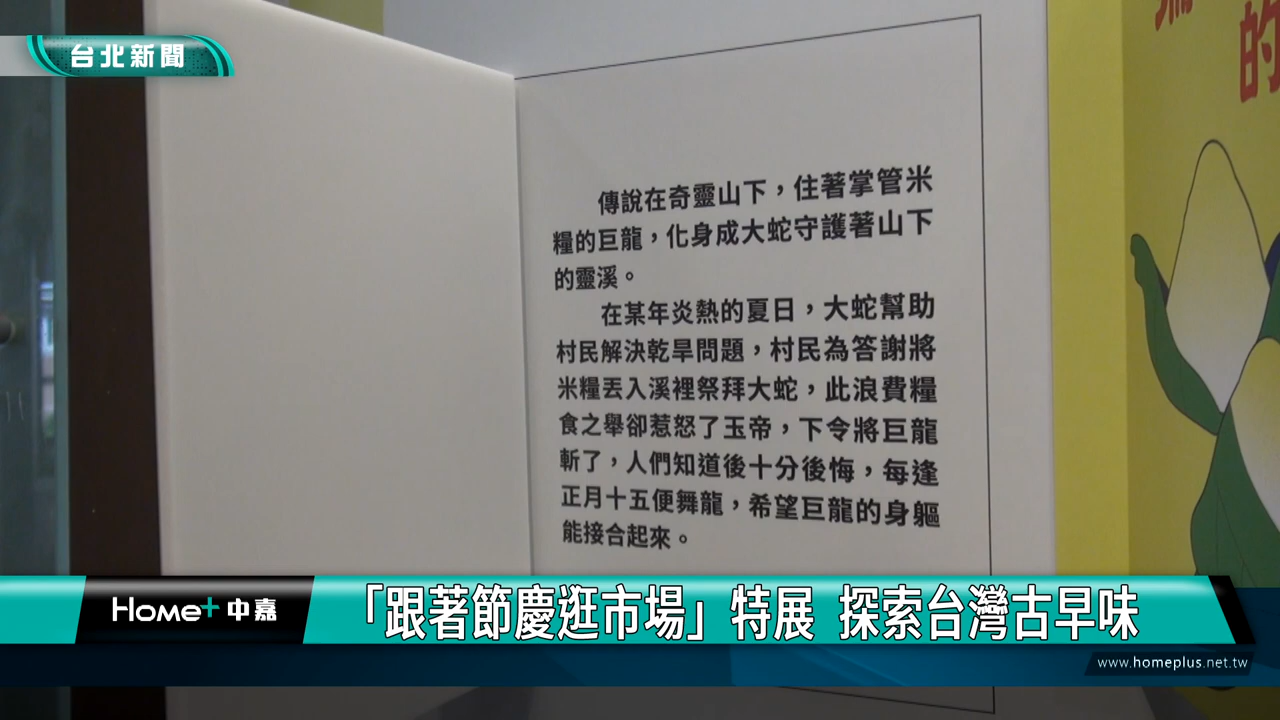 台北新聞
的
傳說在奇靈山下，住著掌管米
糧的巨龍，化身成大蛇守護著山下
的靈溪。
在某年炎熱的夏日，大蛇幫助
村民解決乾旱問題，村民為答謝將
米糧丟入溪裡祭拜大蛇，此浪費糧
食之舉卻惹怒了玉帝，下令將巨龍
斬了，人們知道後十分後悔，每逢
正月十五便舞龍，希望巨龍的身軀
能接合起來。
Home+中嘉
「跟著節慶逛市場」特展 探索台灣古早味
www.homeplus.net.tw